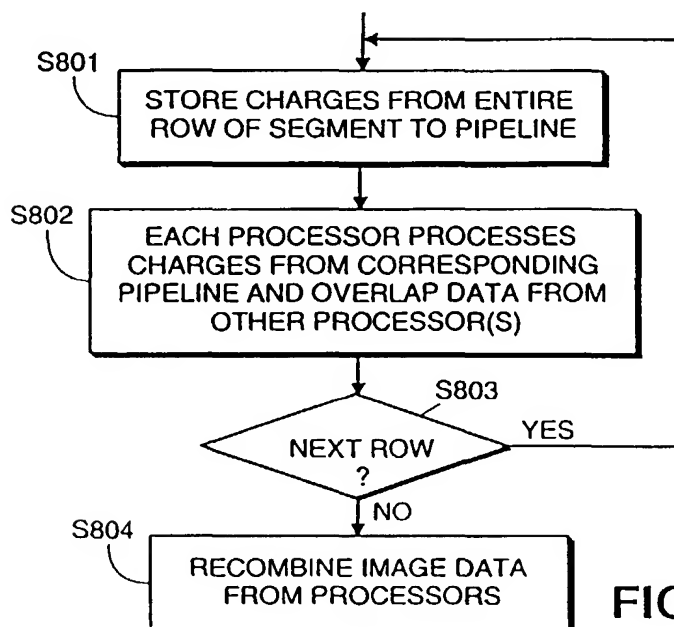 S801
STORE CHARGES FROM ENTIRE
ROW OF SEGMENT TO PIPELINE
S802
EACH PROCESSOR PROCESSES
CHARGES FROM CORRESPONDING
PIPELINE AND OVERLAP DATA FROM
OTHER PROCESSOR(S)
S803
NEXT ROW
?
YES
NO
S804
RECOMBINE IMAGE DATA
FROM PROCESSORS
FIG